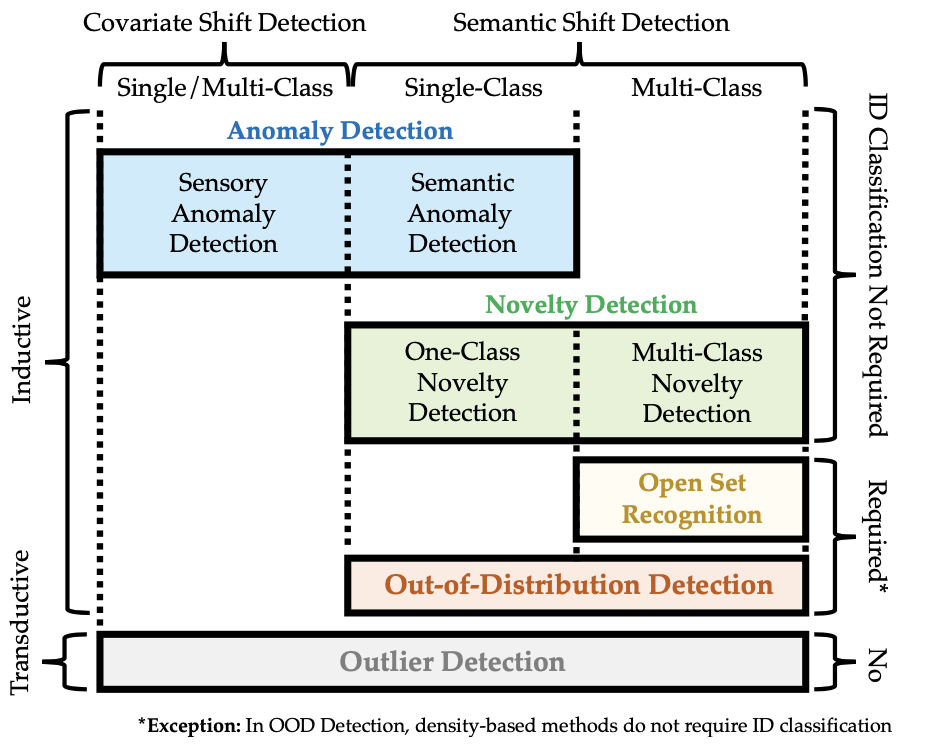 Covariate Shift Detection
Semantic Shift Detection
Single/Multi-Class
Single-Class
Multi-Class
Anomaly Detection
Sensory
Anomaly
Detection
Semantic
Anomaly
Detection
Novelty Detection
One-Class
Novelty
Detection
Multi-Class
Novelty
Detection
Open Set
Recognition
Out-of-Distribution Detection
Outlier Detection
Inductive
Transductive
ID Classification Not Required
Required*
No
*Exception: In OOD Detection, density-based methods do not require ID classification